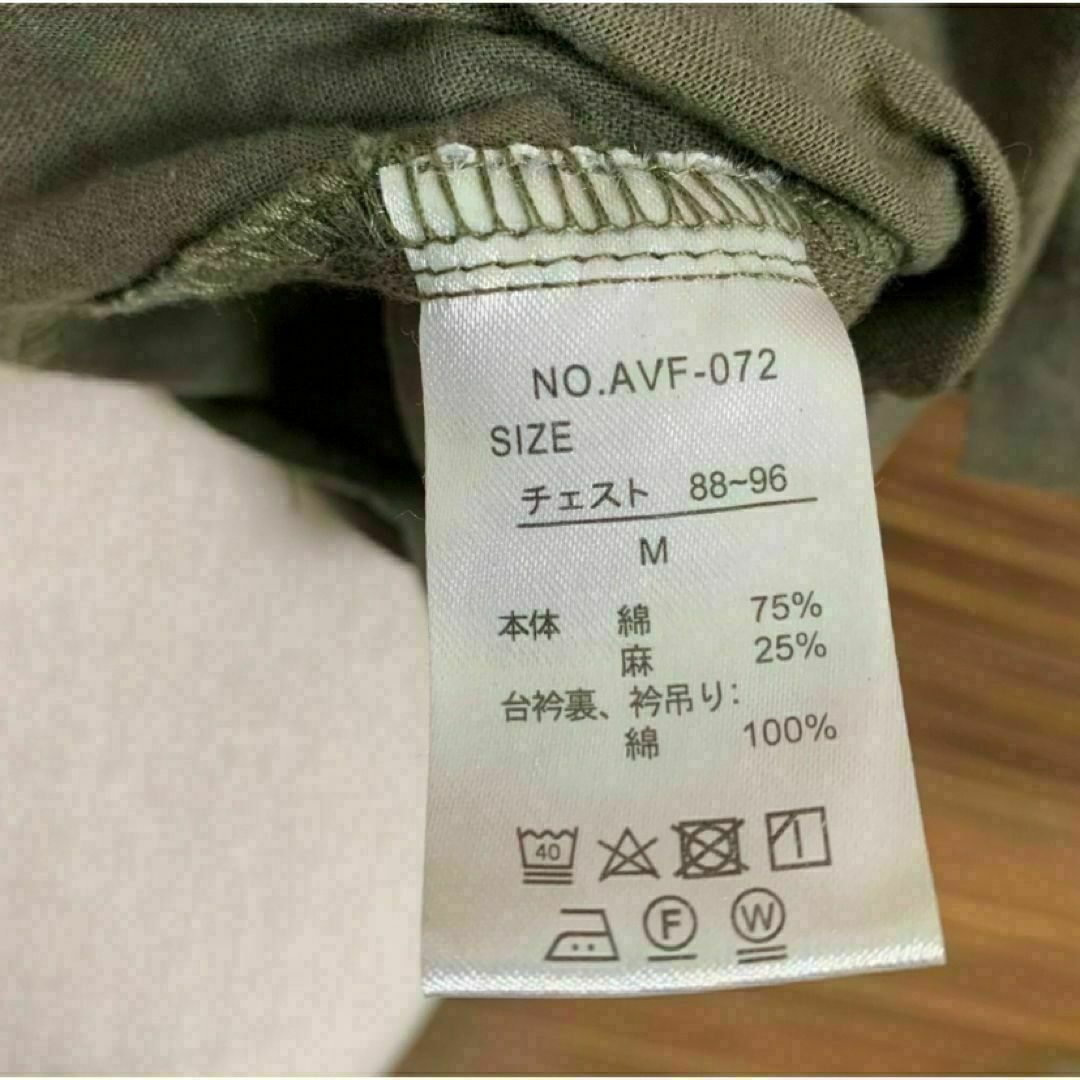 NO.AVF-072
SIZE
チェスト 88~96
M
本体 綿 75%
麻 25%
台衿裏、衿吊り:
綿 100%
40
F W